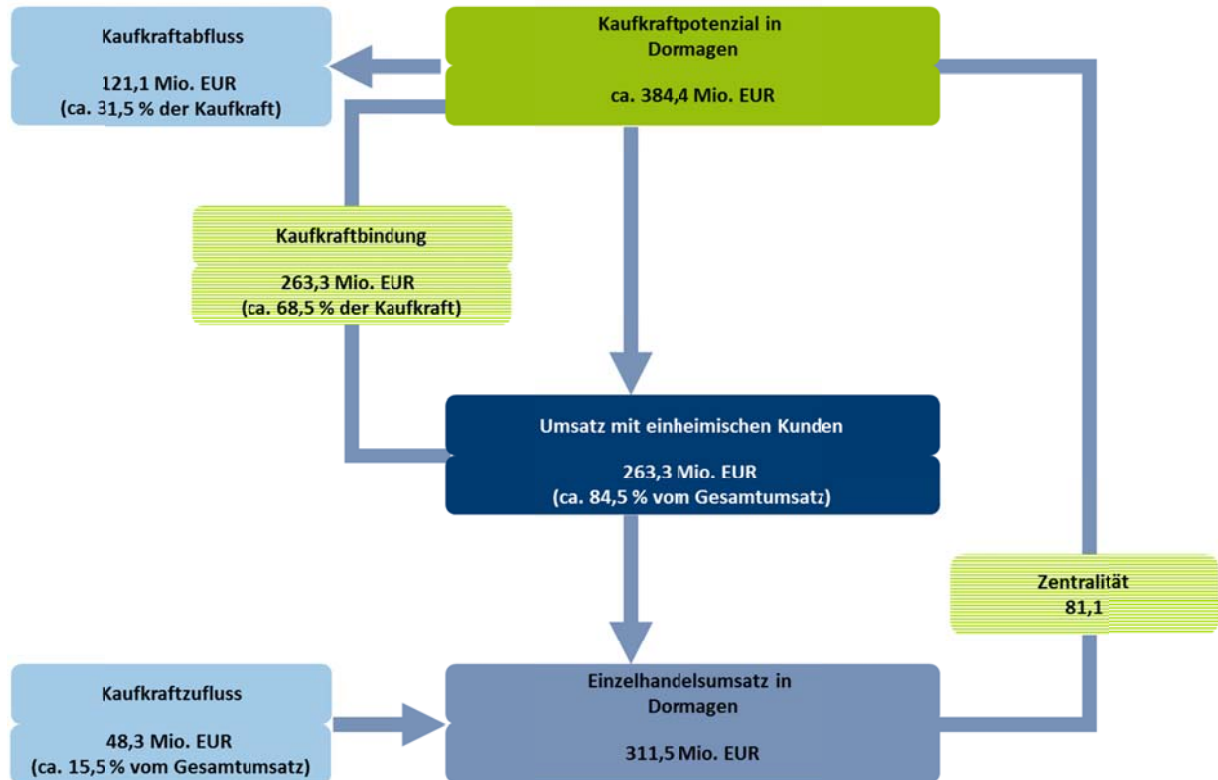 Kaufkraftabfluss
121,1 Mio. EUR
(ca. 31,5 % der Kaufkraft)
Kaufkraftpotenzial in
Dormagen
ca. 384,4 Mio. EUR
Kaufkraftbindung
263,3 Mio. EUR
(ca. 68,5 % der Kaufkraft)
Umsatz mit einheimischen Kunden
263,3 Mio. EUR
(ca. 84,5 % vom Gesamtumsatz)
Zentralität
81,1
Kaufkraftzufluss
48,3 Mio. EUR
(ca. 15,5 % vom Gesamtumsatz)
Einzelhandelsumsatz in
Dormagen
311,5 Mio. EUR